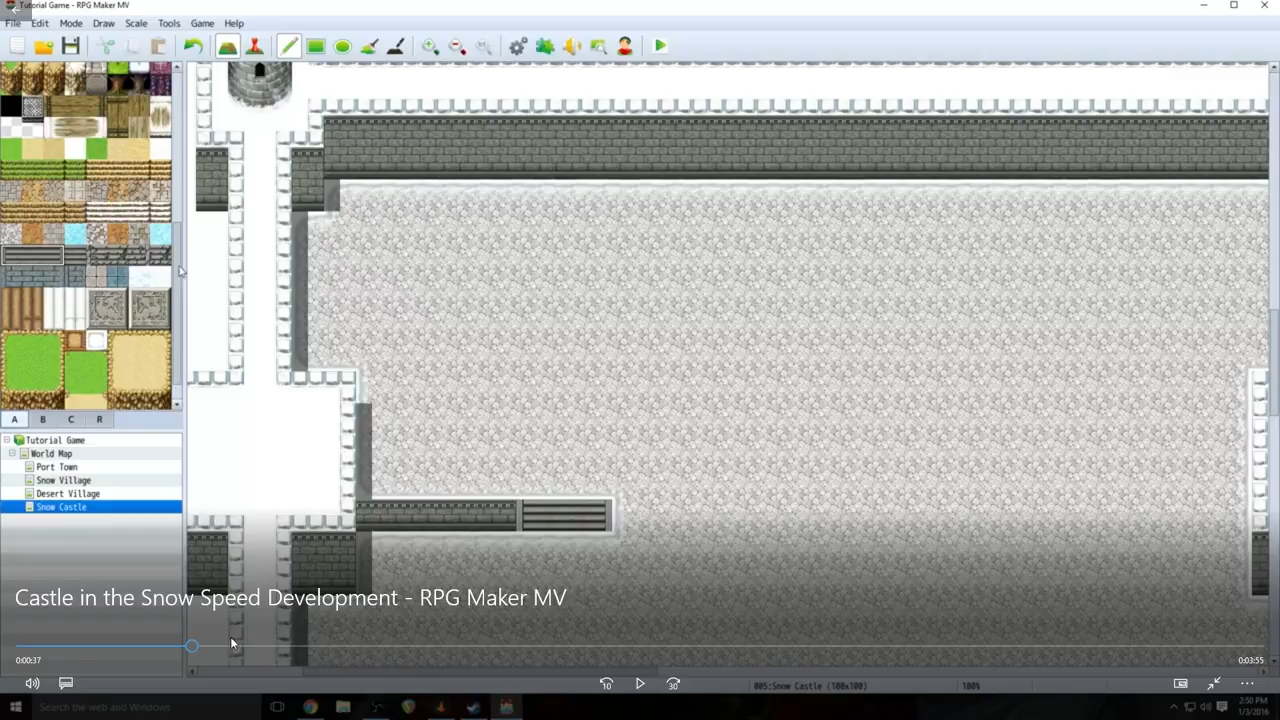 Tutorial Game - RPG Maker MV
File Edit Mode Draw Scale Tools Game Help
A B C R
Tutorial Game
World Map
Port Town
Snow Village
Desert Village
Snow Castle
Castle in the Snow Speed Development - RPG Maker MV
0:00:37
0:03:55
10
30
005:Snow Castle (100x100)
100%
Search the web and Windows
2:50 PM
1/3/2016